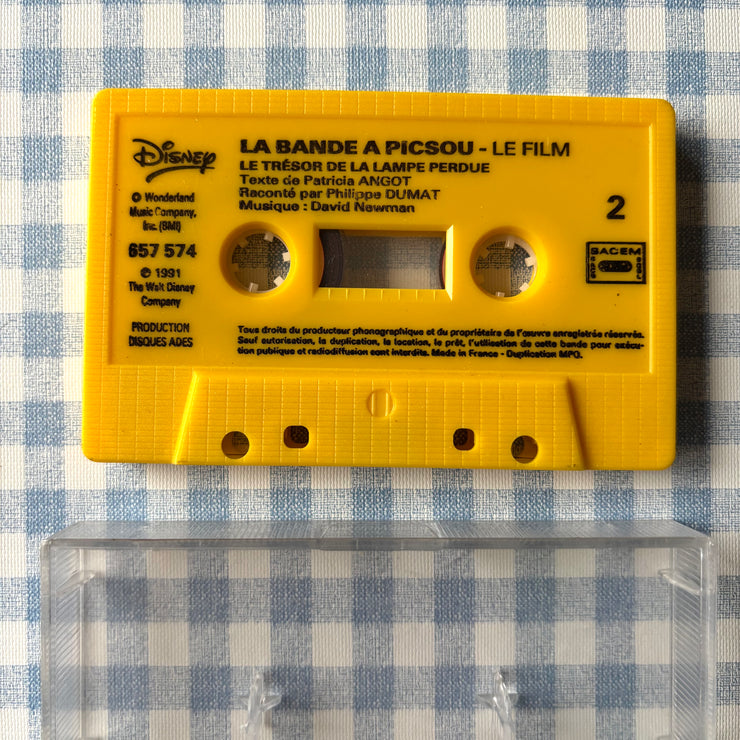 Disney
LA BANDE A PICSOU - LE FILM
LE TRÉSOR DE LA LAMPE PERDUE
Texte de Patricia ANGOT
Raconté par Philippe DUMAT
Musique : David Newman
© Wonderland
Music Company,
Inc. (BMI)
657 574
© 1991
The Walt Disney
Company
PRODUCTION
DISQUES ADES
2
SACEM
Tous droits du producteur phonographique et du propriétaire de l'œuvre enregistrée réservés.
Sauf autorisation, la duplication, la location, le prêt, l'utilisation de cette bande pour exécu-
tion publique et radiodiffusion sont interdits. Made in France - Duplication MPO.